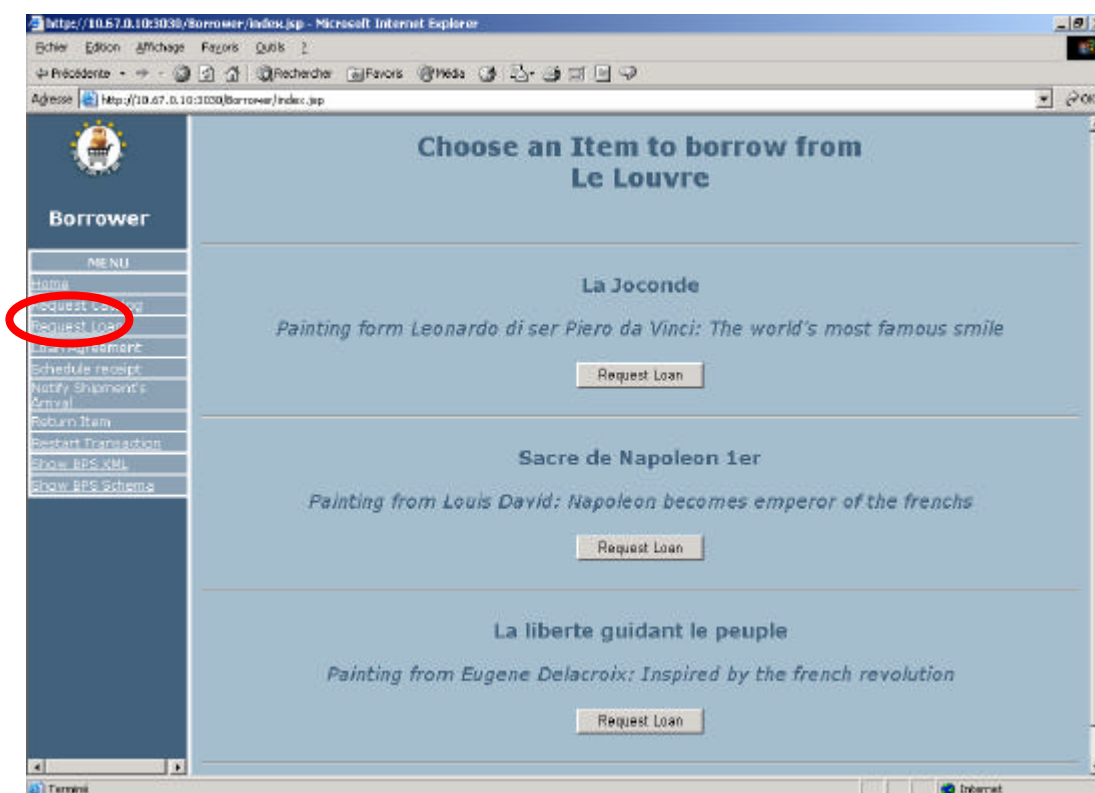 http://10.67.0.10:3030/Borrower/index.jsp - Microsoft Internet Explorer
Fichier Edition Affichage Favoris Outils ?
Précédente Rechercher Favoris Média
Adresse http://10.67.0.10:3030/Borrower/index.jsp OK
Borrower
MENU
Home
Request Catalog
Request Loan
Loan Agreement
Schedule receipt
Notify Shipment's
Arrival
Return Item
Restart Transaction
Show BPS XML
Show BPS Schema
Choose an Item to borrow from
Le Louvre
La Joconde
Painting form Leonardo di ser Piero da Vinci: The world's most famous smile
Request Loan
Sacre de Napoleon 1er
Painting from Louis David: Napoleon becomes emperor of the frenchs
Request Loan
La liberte guidant le peuple
Painting from Eugene Delacroix: Inspired by the french revolution
Request Loan
Terminé Internet